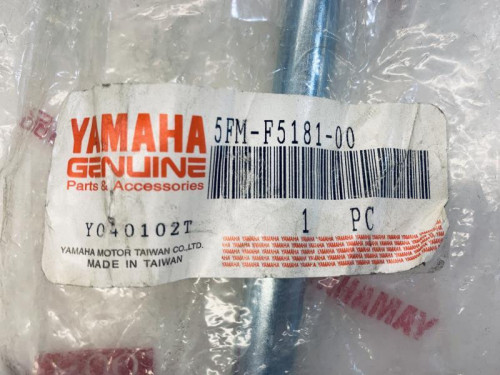 YAMAHA
GENUINE
Parts & Accessories
5FM-F5181-00
Y040102T
1 PC
YAMAHA MOTOR TAIWAN CO.,LTD.
MADE IN TAIWAN
YAMAHA